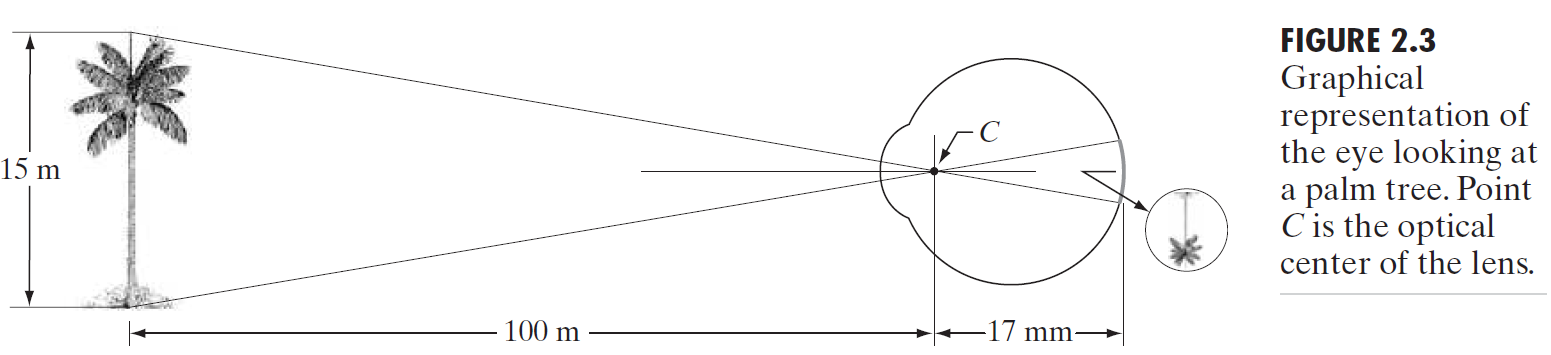 15 m
C
100 m
17 mm
FIGURE 2.3
Graphical
representation of
the eye looking at
a palm tree. Point
C is the optical
center of the lens.